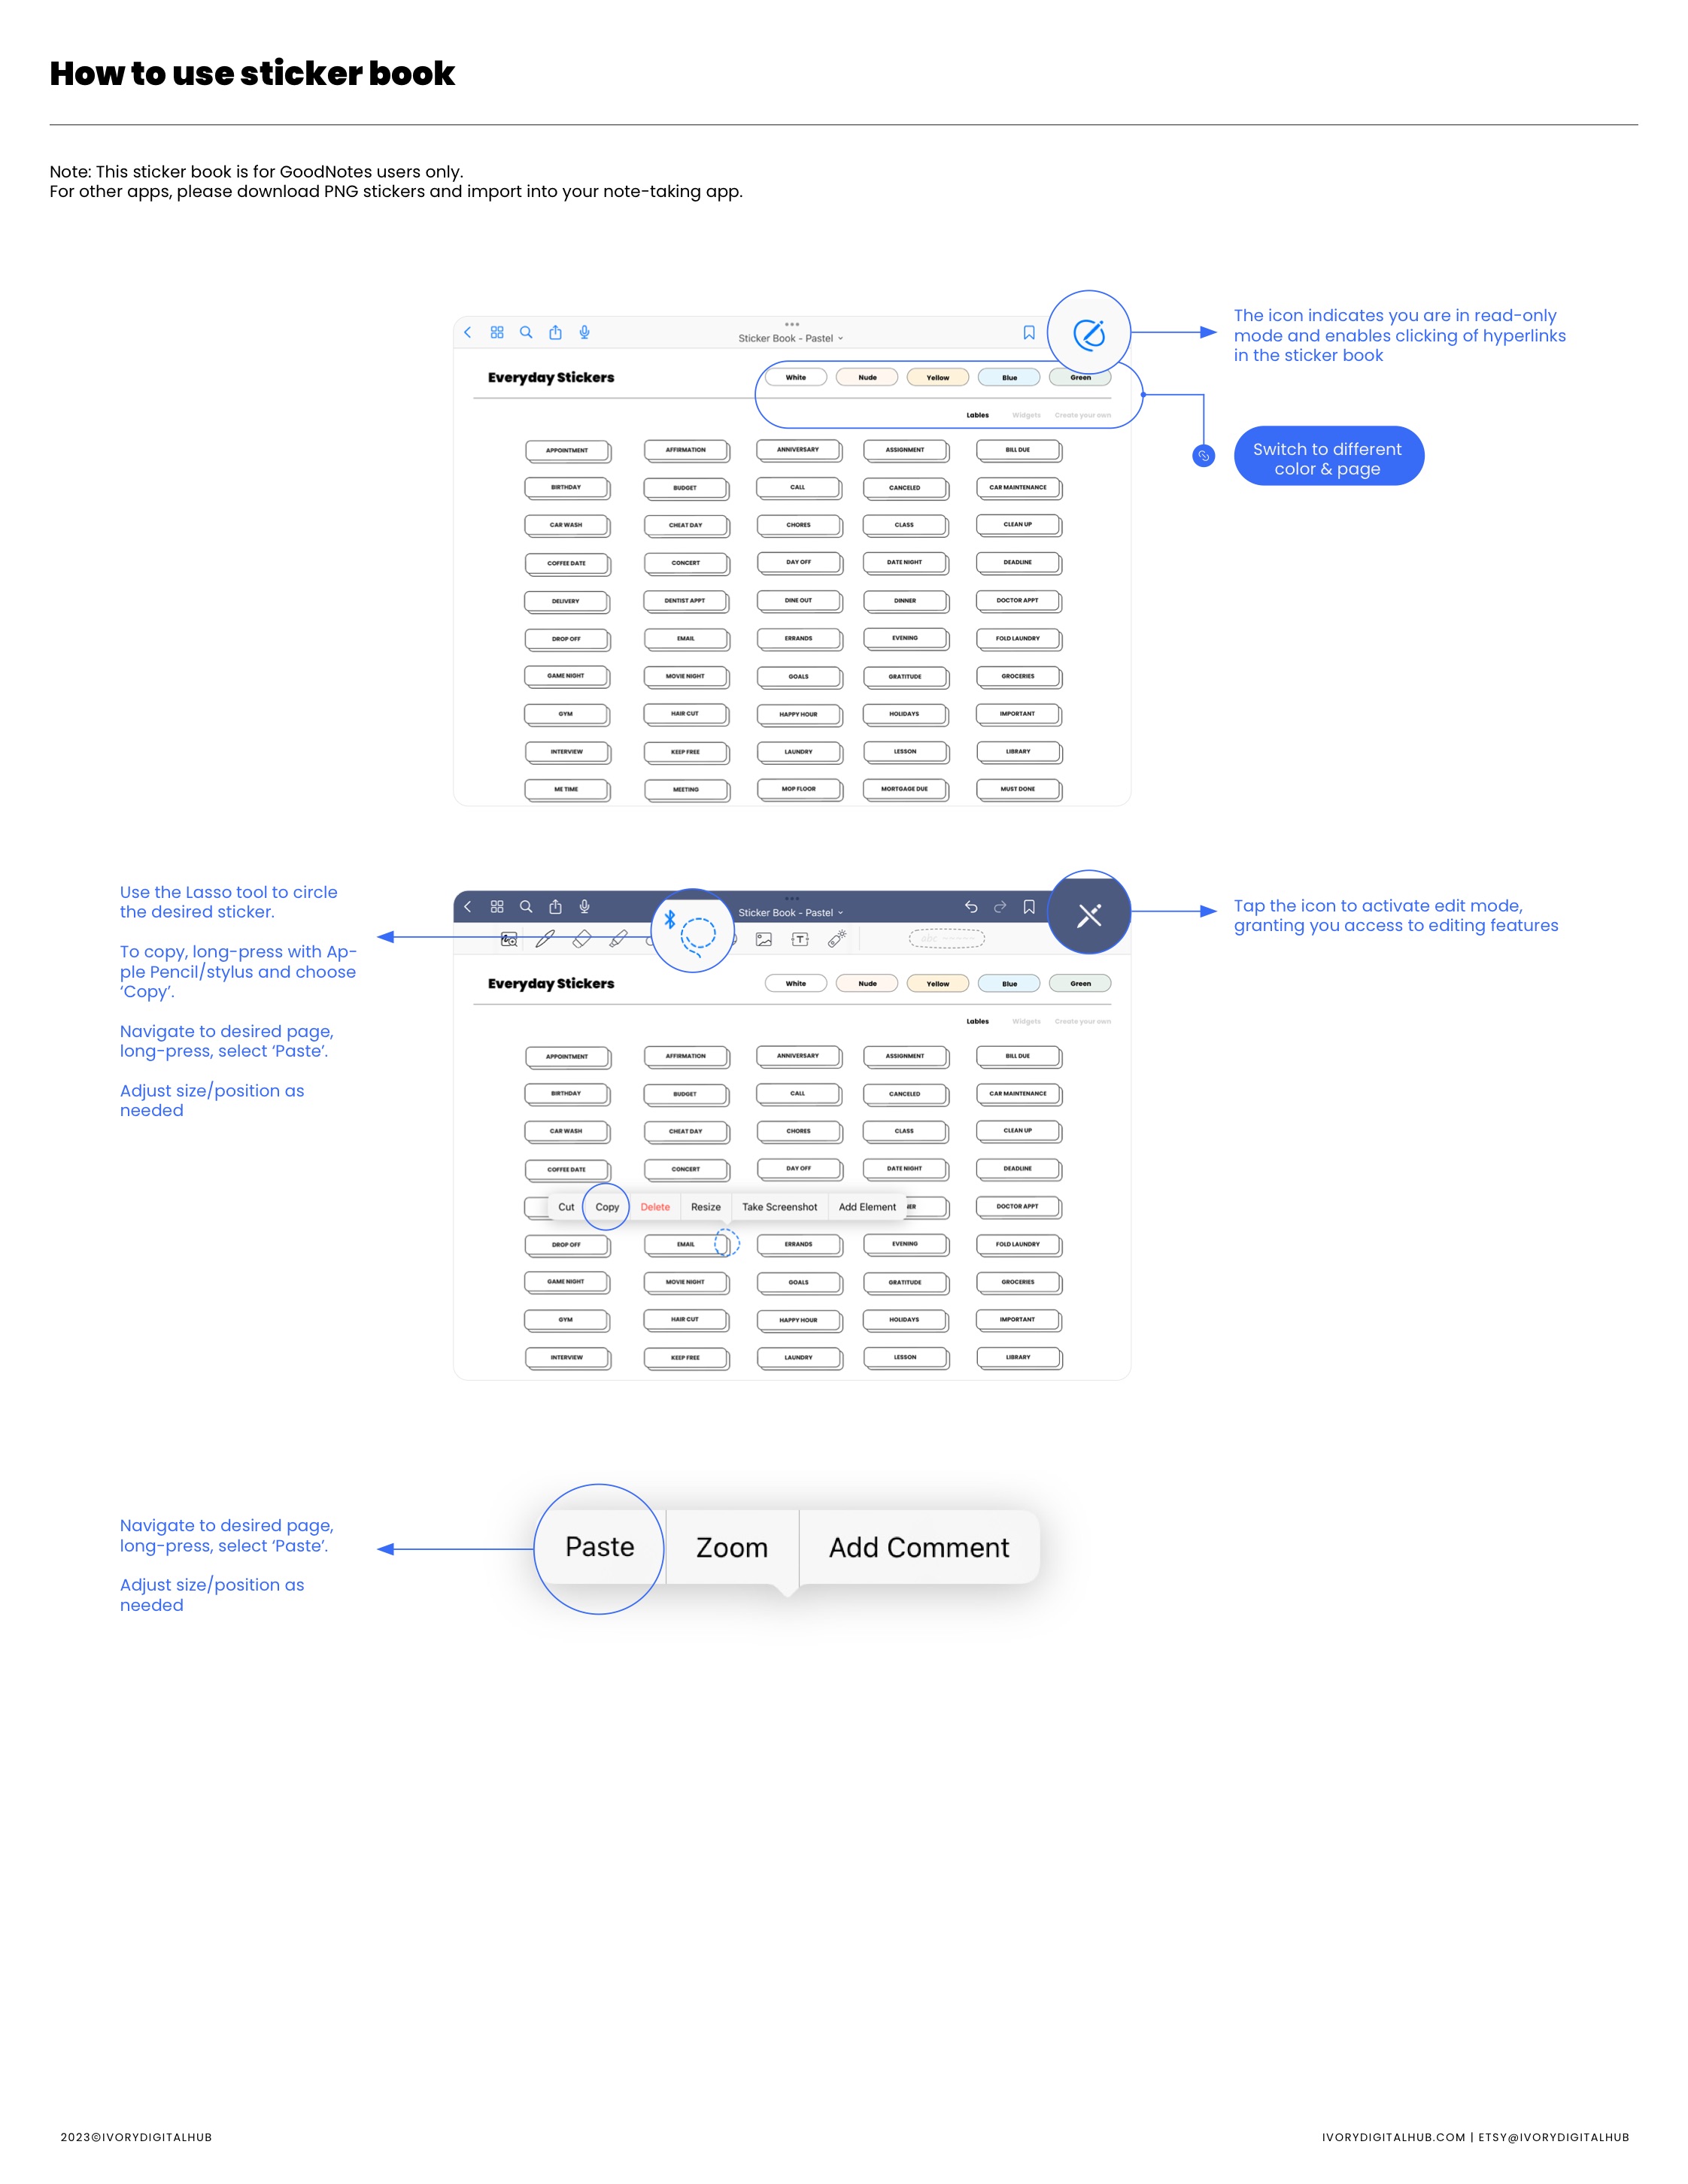 How to use sticker book
Note: This sticker book is for GoodNotes users only.
For other apps, please download PNG stickers and import into your note-taking app.
Sticker Book - Pastel
The icon indicates you are in read-only
mode and enables clicking of hyperlinks
in the sticker book
Everyday Stickers
White Nude Yellow Blue Green
Lables Widgets Create your own
Switch to different
color & page
APPOINTMENT AFFIRMATION ANNIVERSARY ASSIGNMENT BILL DUE
BIRTHDAY BUDGET CALL CANCELED CAR MAINTENANCE
CAR WASH CHEAT DAY CHORES CLASS CLEAN UP
COFFEE DATE CONCERT DAY OFF DATE NIGHT DEADLINE
DELIVERY DENTIST APPT DINE OUT DINNER DOCTOR APPT
DROP OFF EMAIL ERRANDS EVENING FOLD LAUNDRY
GAME NIGHT MOVIE NIGHT GOALS GRATITUDE GROCERIES
GYM HAIR CUT HAPPY HOUR HOLIDAYS IMPORTANT
INTERVIEW KEEP FREE LAUNDRY LESSON LIBRARY
ME TIME MEETING MOP FLOOR MORTGAGE DUE MUST DONE
Use the Lasso tool to circle
the desired sticker.
To copy, long-press with Ap-
ple Pencil/stylus and choose
‘Copy’.
Navigate to desired page,
long-press, select ‘Paste’.
Adjust size/position as
needed
Sticker Book - Pastel
abc
Tap the icon to activate edit mode,
granting you access to editing features
Everyday Stickers
White Nude Yellow Blue Green
Lables Widgets Create your own
APPOINTMENT AFFIRMATION ANNIVERSARY ASSIGNMENT BILL DUE
BIRTHDAY BUDGET CALL CANCELED CAR MAINTENANCE
CAR WASH CHEAT DAY CHORES CLASS CLEAN UP
COFFEE DATE CONCERT DAY OFF DATE NIGHT DEADLINE
Cut Copy Delete Resize Take Screenshot Add Element NER DOCTOR APPT
DROP OFF EMAIL ERRANDS EVENING FOLD LAUNDRY
GAME NIGHT MOVIE NIGHT GOALS GRATITUDE GROCERIES
GYM HAIR CUT HAPPY HOUR HOLIDAYS IMPORTANT
INTERVIEW KEEP FREE LAUNDRY LESSON LIBRARY
Navigate to desired page,
long-press, select ‘Paste’.
Adjust size/position as
needed
Paste Zoom Add Comment
2023©IVORYDIGITALHUB
IVORYDIGITALHUB.COM | ETSY@IVORYDIGITALHUB